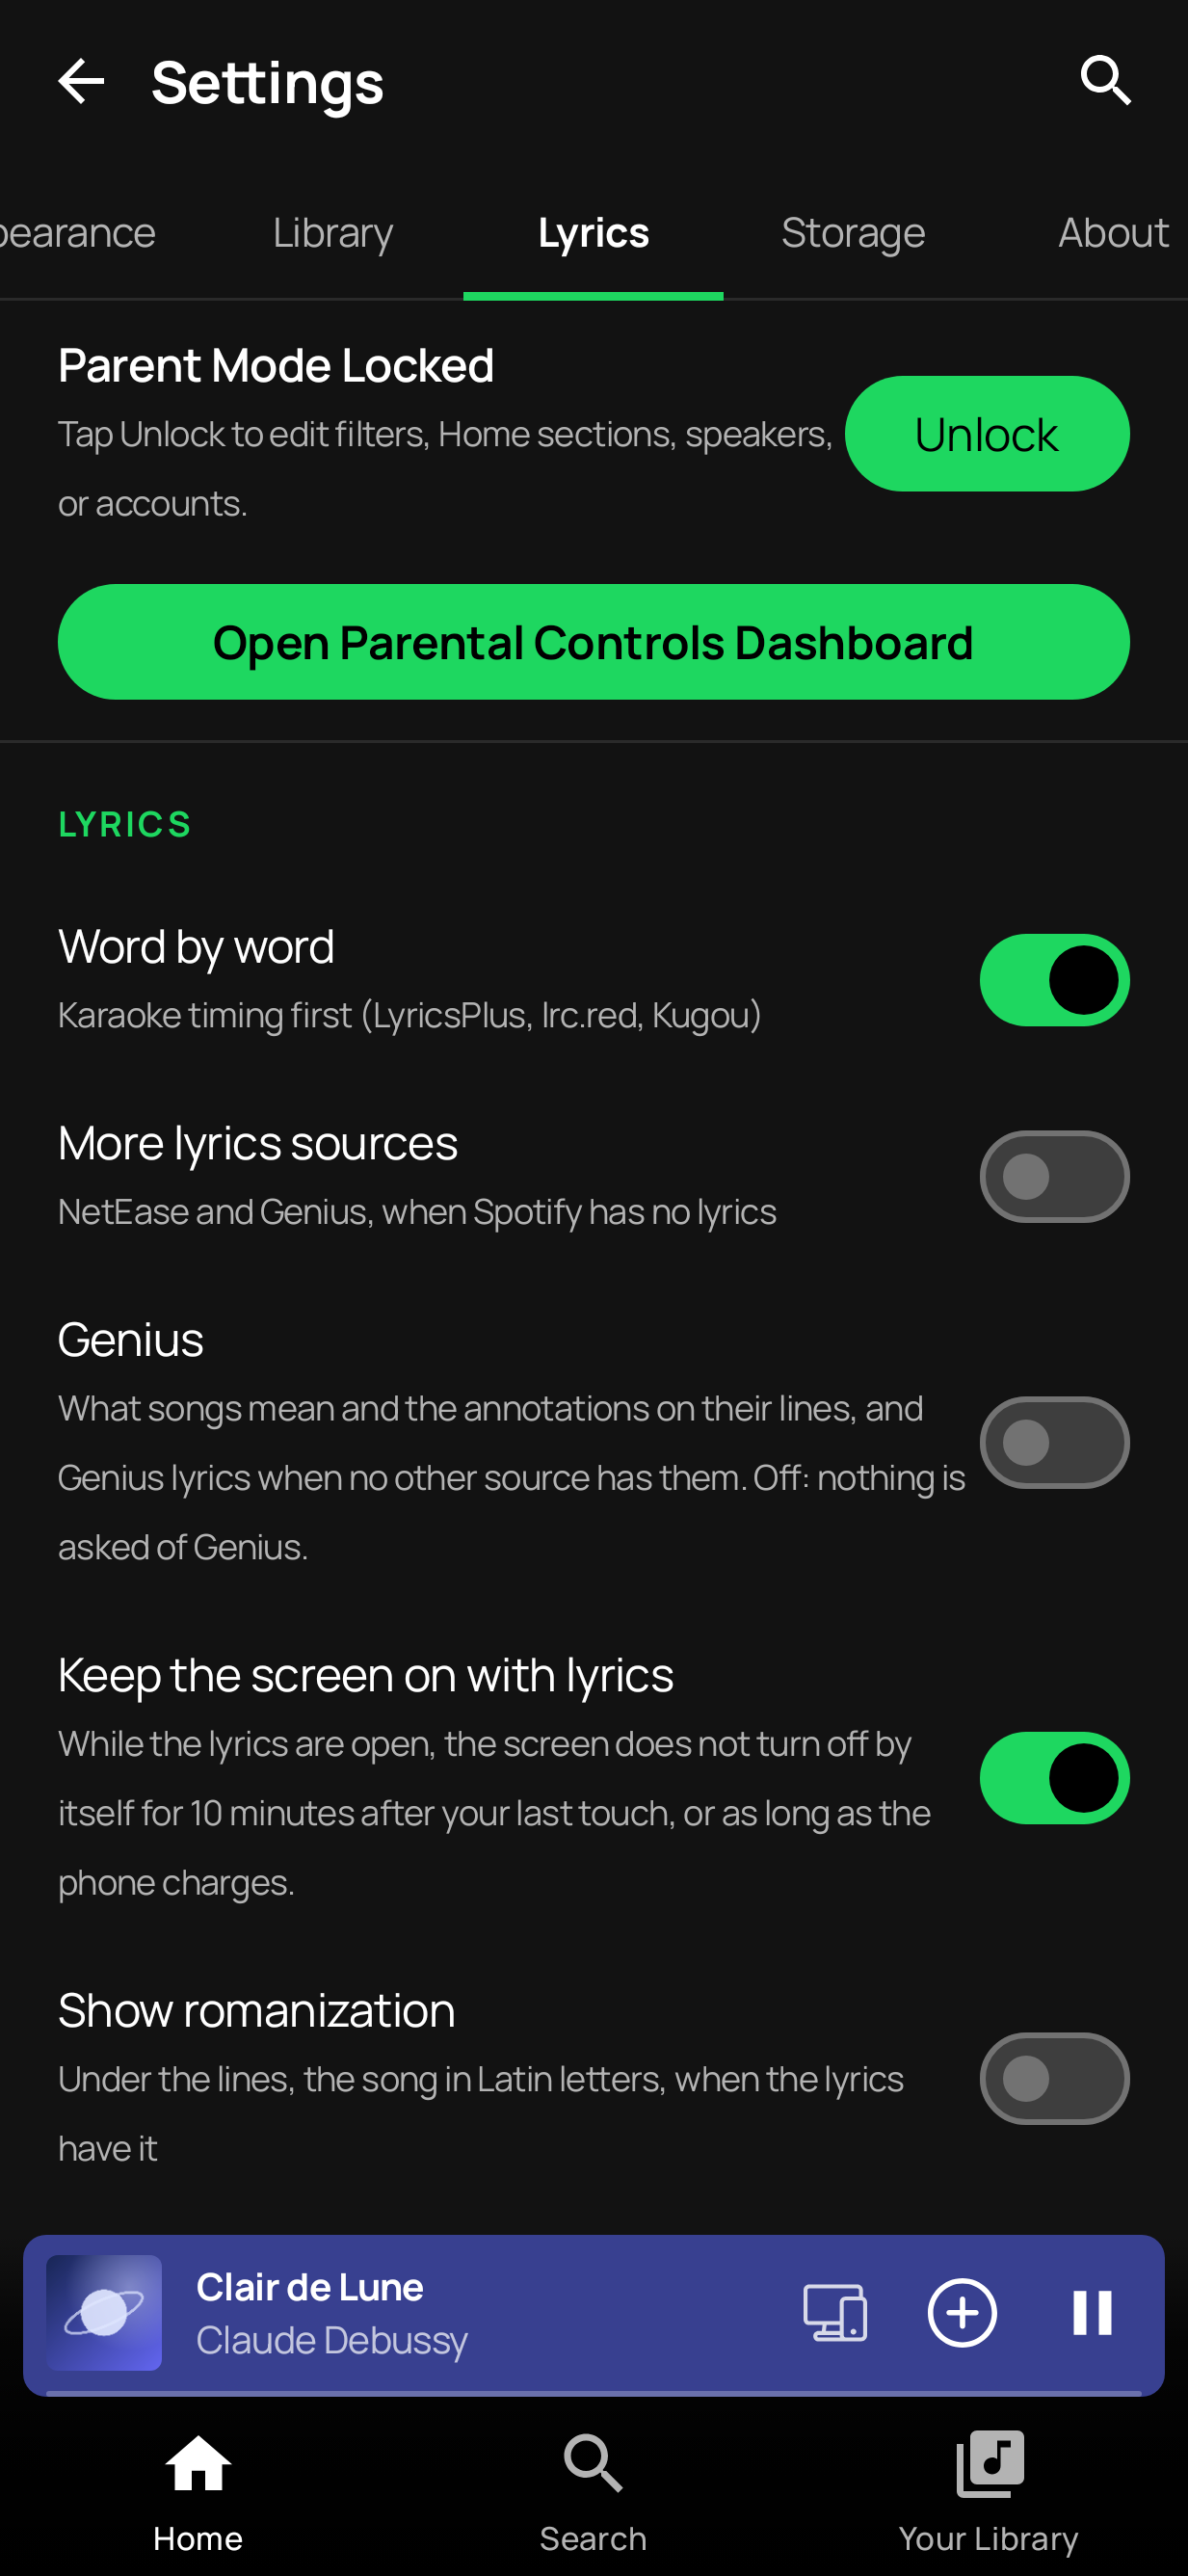 Settings
pearance
Library
Lyrics
Storage
About
Parent Mode Locked
Tap Unlock to edit filters, Home sections, speakers,
or accounts.
Unlock
Open Parental Controls Dashboard
LYRICS
Word by word
Karaoke timing first (LyricsPlus, lrc.red, Kugou)
More lyrics sources
NetEase and Genius, when Spotify has no lyrics
Genius
What songs mean and the annotations on their lines, and
Genius lyrics when no other source has them. Off: nothing is
asked of Genius.
Keep the screen on with lyrics
While the lyrics are open, the screen does not turn off by
itself for 10 minutes after your last touch, or as long as the
phone charges.
Show romanization
Under the lines, the song in Latin letters, when the lyrics
have it
Clair de Lune
Claude Debussy
Home
Search
Your Library